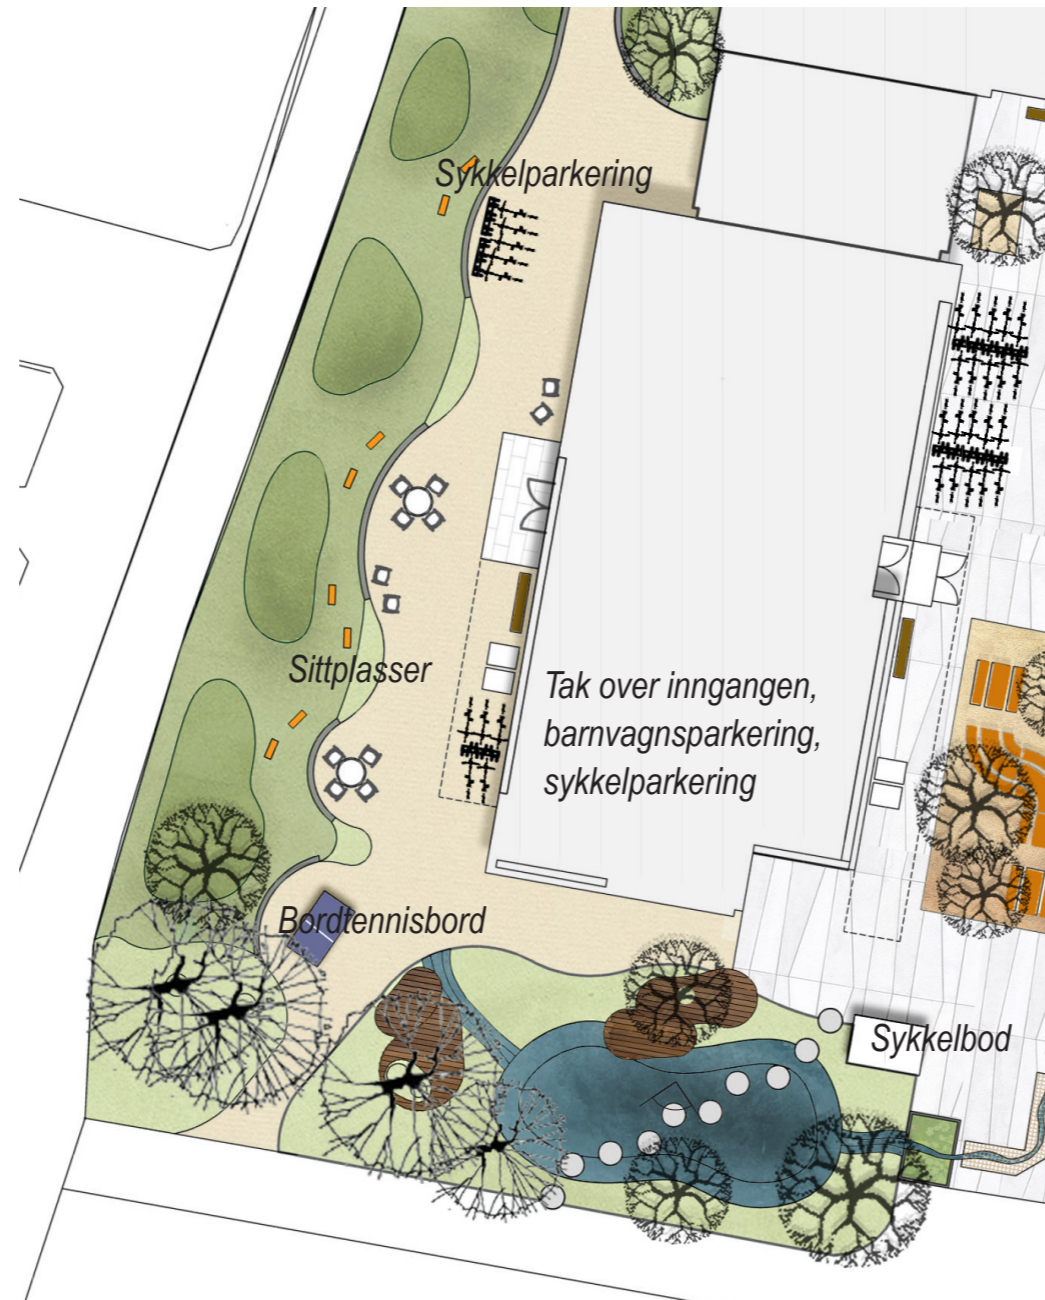 Sykkelparkering
Sittplasser
Tak over inngangen,
barnvagnsparkering,
sykkelparkering
Bordtennisbord
Sykkelbod